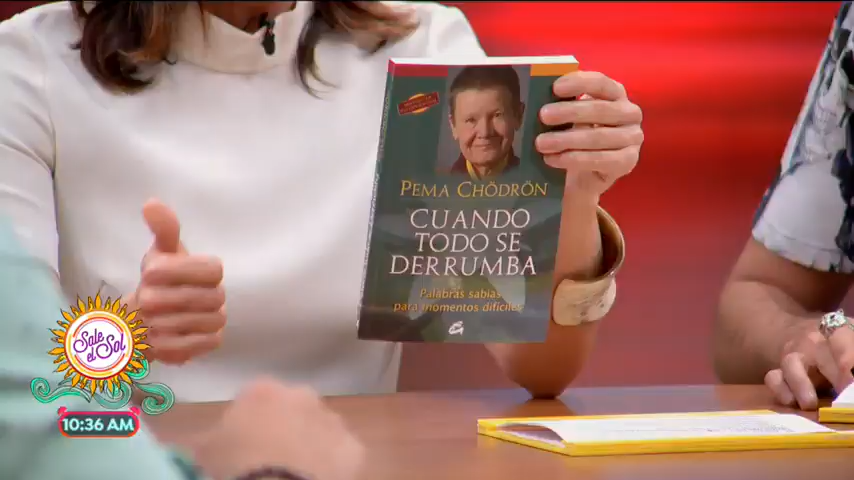 PEMA CHÖDRÖN
CUANDO
TODO SE
DERRUMBA
Palabras sabias
para momentos difíciles
Sale
el Sol
10:36 AM